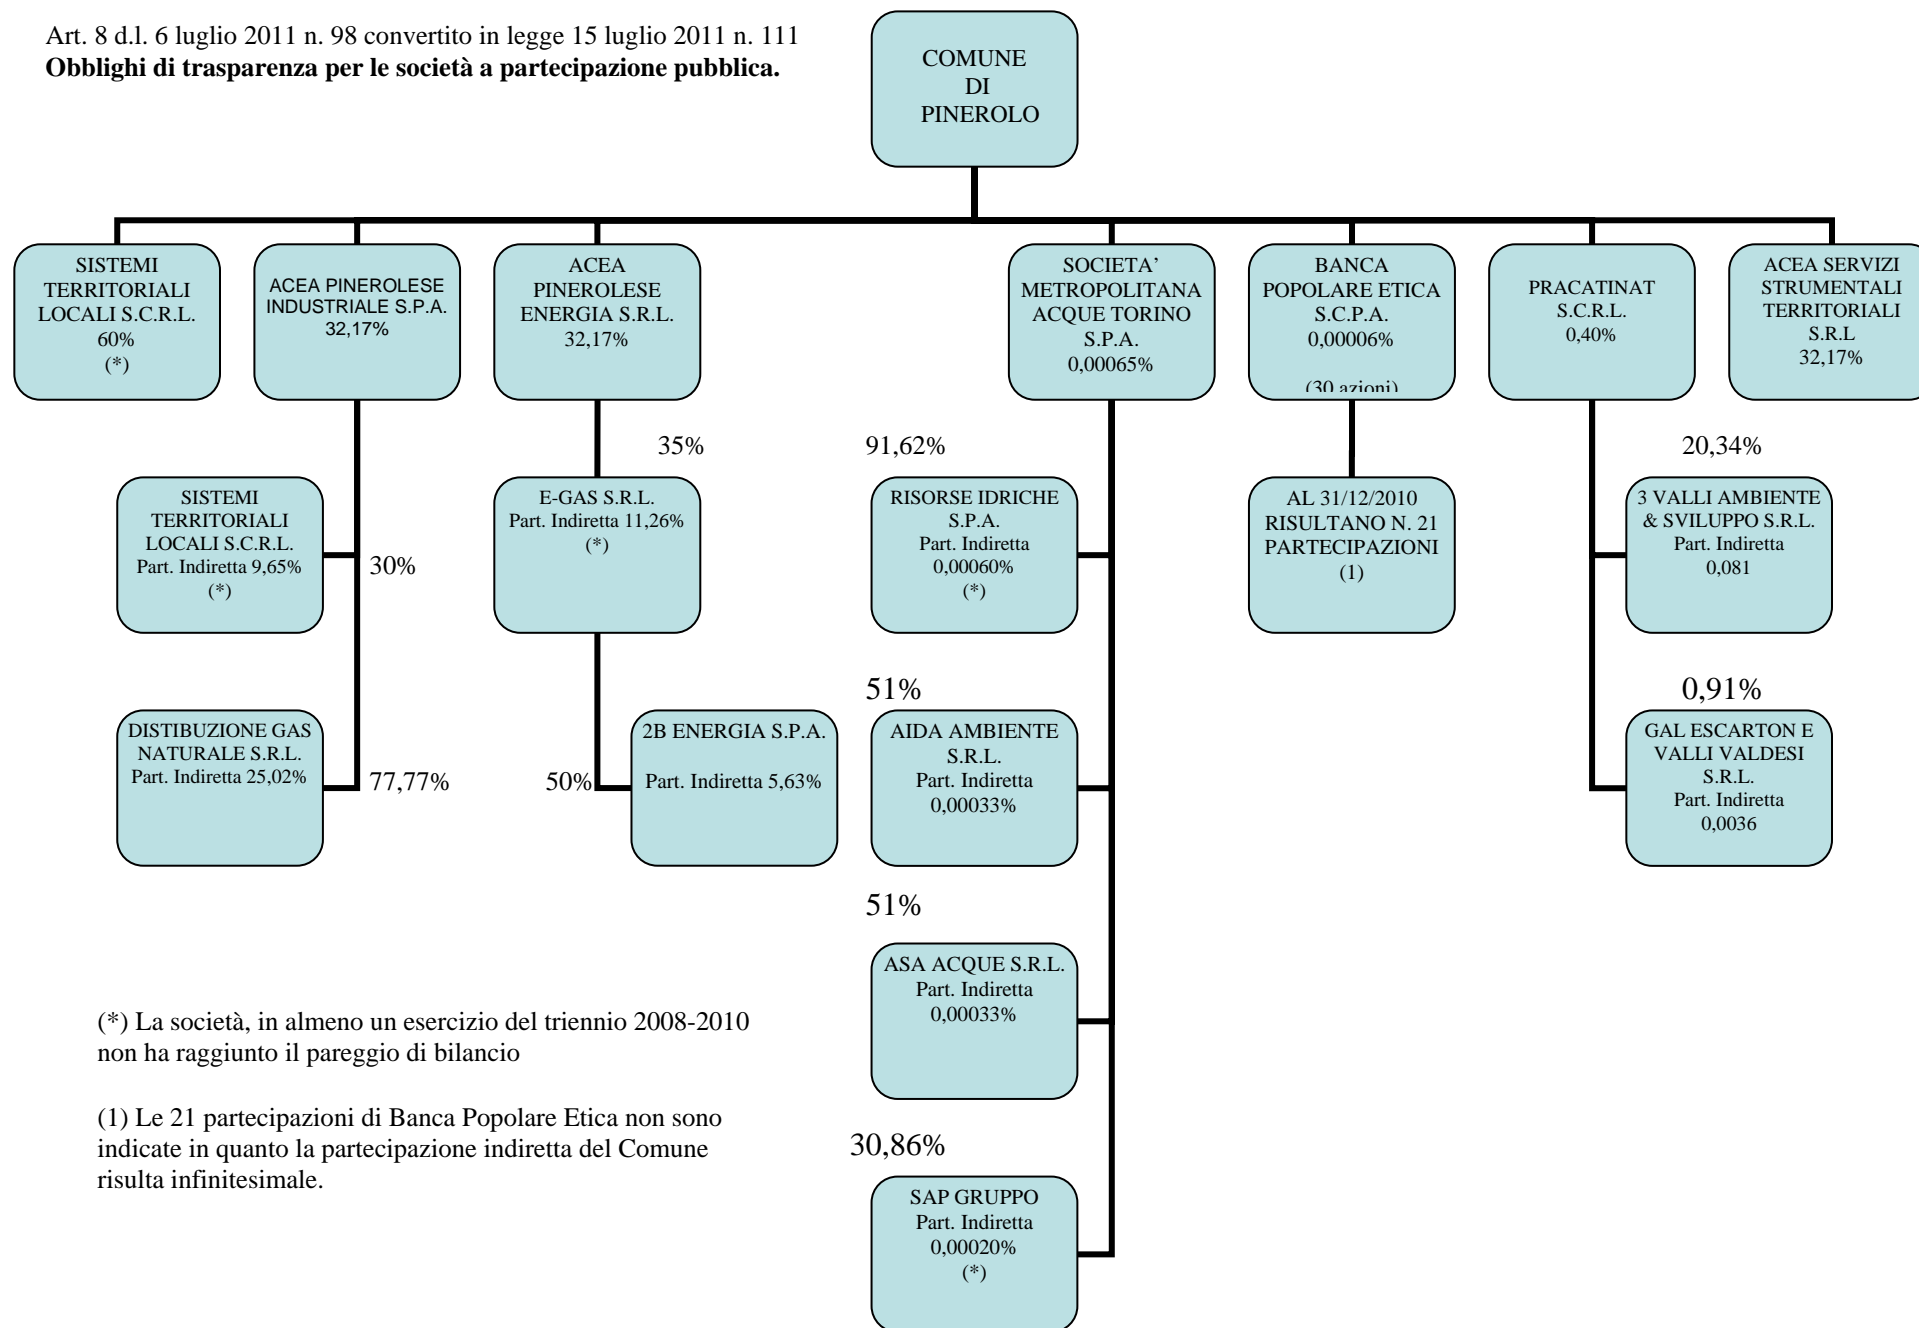 Art. 8 d.l. 6 luglio 2011 n. 98 convertito in legge 15 luglio 2011 n. 111
Obblighi di trasparenza per le società a partecipazione pubblica.
COMUNE
DI
PINEROLO
SISTEMI
TERRITORIALI
LOCALI S.C.R.L.
60%
(*)
ACEA PINEROLESE
INDUSTRIALE S.P.A.
32,17%
ACEA
PINEROLESE
ENERGIA S.R.L.
32,17%
SOCIETA’
METROPOLITANA
ACQUE TORINO
S.P.A.
0,00065%
BANCA
POPOLARE ETICA
S.C.P.A.
0,00006%
(30 azioni)
PRACATINAT
S.C.R.L.
0,40%
ACEA SERVIZI
STRUMENTALI
TERRITORIALI
S.R.L
32,17%
35%
91,62%
20,34%
SISTEMI
TERRITORIALI
LOCALI S.C.R.L.
Part. Indiretta 9,65%
(*)
30%
E-GAS S.R.L.
Part. Indiretta 11,26%
(*)
RISORSE IDRICHE
S.P.A.
Part. Indiretta
0,00060%
(*)
AL 31/12/2010
RISULTANO N. 21
PARTECIPAZIONI
(1)
3 VALLI AMBIENTE
& SVILUPPO S.R.L.
Part. Indiretta
0,081
51%
0,91%
DISTIBUZIONE GAS
NATURALE S.R.L.
Part. Indiretta 25,02%
77,77%
50%
2B ENERGIA S.P.A.
Part. Indiretta 5,63%
AIDA AMBIENTE
S.R.L.
Part. Indiretta
0,00033%
GAL ESCARTON E
VALLI VALDESI
S.R.L.
Part. Indiretta
0,0036
51%
ASA ACQUE S.R.L.
Part. Indiretta
0,00033%
(*) La società, in almeno un esercizio del triennio 2008-2010
non ha raggiunto il pareggio di bilancio
(1) Le 21 partecipazioni di Banca Popolare Etica non sono
indicate in quanto la partecipazione indiretta del Comune
risulta infinitesimale.
30,86%
SAP GRUPPO
Part. Indiretta
0,00020%
(*)